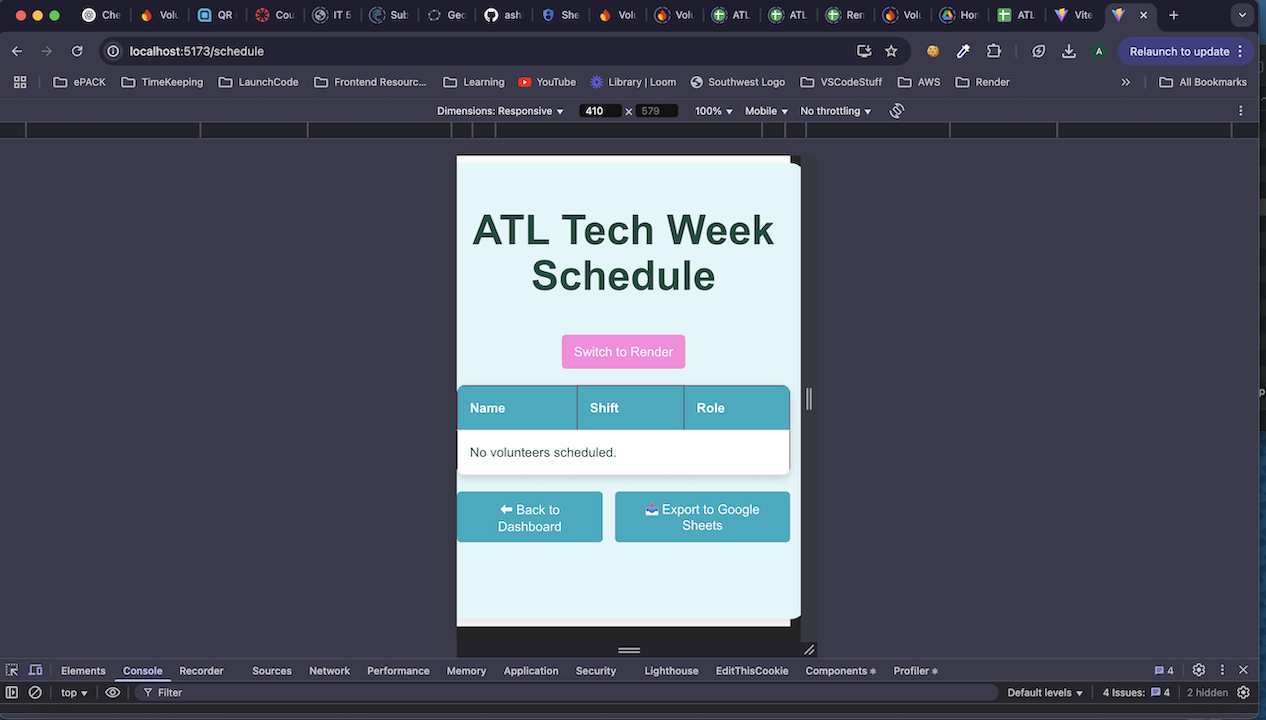 Che
Volu
QR
Cou
IT 5
Sub
Geo
ash
She
Volu
Volu
ATL
ATL
Ren
Volu
Hor
ATL
Vite
localhost:5173/schedule
A
Relaunch to update
ePACK
TimeKeeping
LaunchCode
Frontend Resourc...
Learning
YouTube
Library | Loom
Southwest Logo
VSCodeStuff
AWS
Render
»
All Bookmarks
Dimensions: Responsive
410 × 579
100%
Mobile
No throttling
ATL Tech Week
Schedule
Switch to Render
Name Shift Role
No volunteers scheduled.
⬅ Back to
Dashboard
📤 Export to Google
Sheets
Elements
Console
Recorder
Sources
Network
Performance
Memory
Application
Security
Lighthouse
EditThisCookie
Components
Profiler
4
top
Filter
Default levels
4 Issues: 4
2 hidden